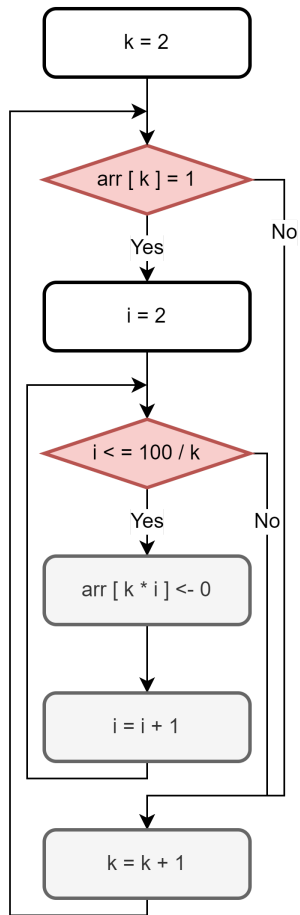 k = 2
arr [ k ] = 1
No
Yes
i = 2
i < = 100 / k
Yes
No
arr [ k * i ] <- 0
i = i + 1
k = k + 1